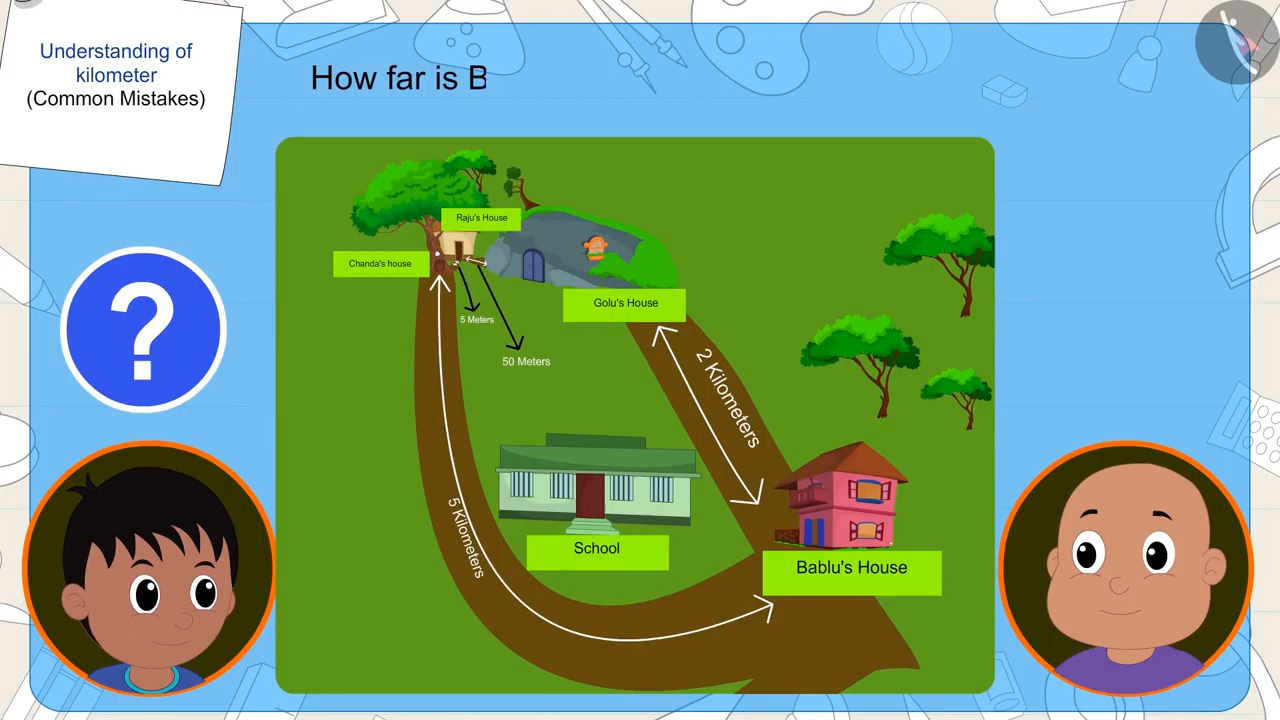 Understanding of
kilometer
(Common Mistakes)
How far is B
Raju's House
Chanda's house
Golu's House
5 Meters
50 Meters
2 Kilometers
5 Kilometers
School
Bablu's House